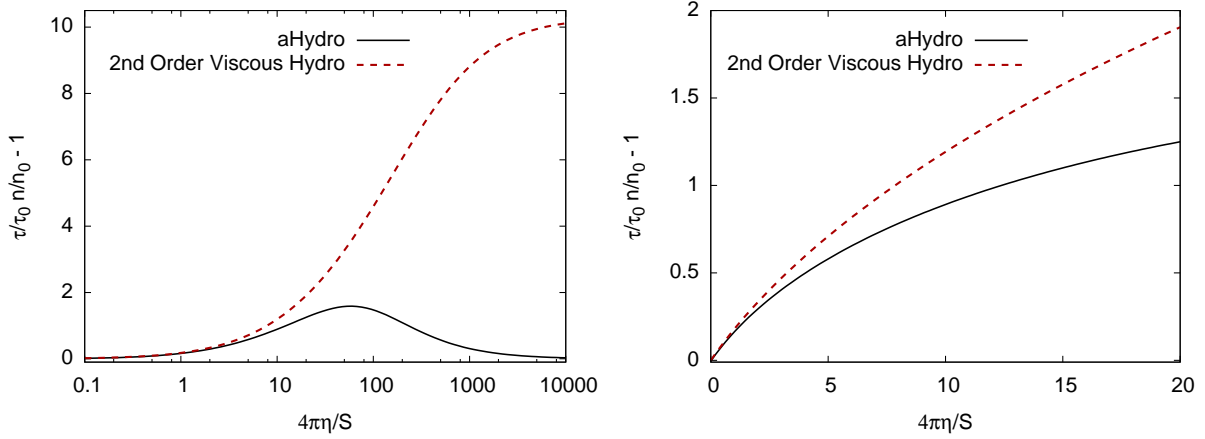 10
8
6
4
2
0
τ/τ0 n/n0 - 1
aHydro
2nd Order Viscous Hydro
0.1 1 10 100 1000 10000
4πη/S
2
1.5
1
0.5
0
τ/τ0 n/n0 - 1
aHydro
2nd Order Viscous Hydro
0 5 10 15 20
4πη/S